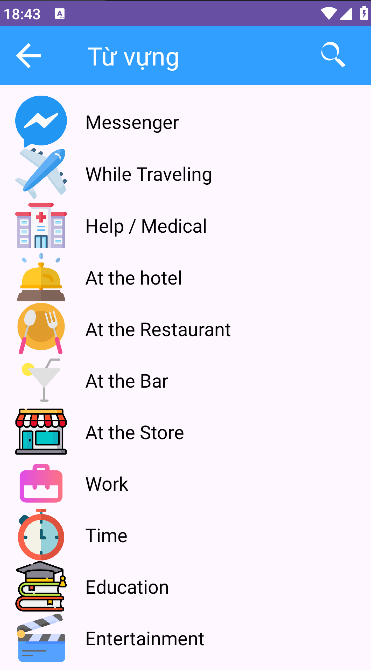 18:43 A
Từ vựng
Messenger
While Traveling
Help / Medical
At the hotel
At the Restaurant
At the Bar
At the Store
Work
Time
Education
Entertainment